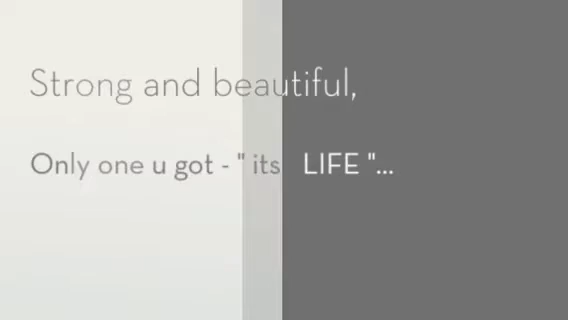 Strong and beautiful,
Only one u got - " its LIFE "...